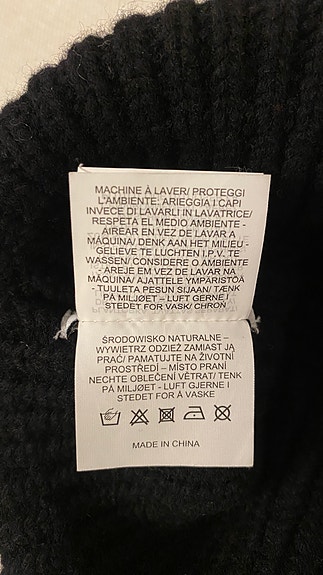 MACHINE À LAVER/ PROTEGGI
L'AMBIENTE: ARIEGGIA I CAPI
INVECE DI LAVARLI IN LAVATRICE/
RESPETA EL MEDIO AMBIENTE -
AIREAR EN VEZ DE LAVAR A
MÁQUINA/ DENK AAN HET MILIEU -
GELIEVE TE LUCHTEN I.P.V. TE
WASSEN/ CONSIDERE O AMBIENTE
- AREJE EM VEZ DE LAVAR NA
MÁQUINA/ AJATTELE YMPÄRISTÖÄ
-TUULETA PESUN SIJAAN/ TÆNK
PÅ MILJØET – LUFT GERNE I
STEDET FOR VASK/ CHROŃ
ŚRODOWISKO NATURALNE –
WYWIETRZ ODZIEŻ ZAMIAST JĄ
PRAĆ/ PAMATUJTE NA ŽIVOTNÍ
PROSTŘEDÍ – MÍSTO PRANÍ
NECHTE OBLEČENÍ VĚTRAT/ TENK
PÅ MILJØET - LUFT GJERNE I
STEDET FOR Å VASKE
MADE IN CHINA